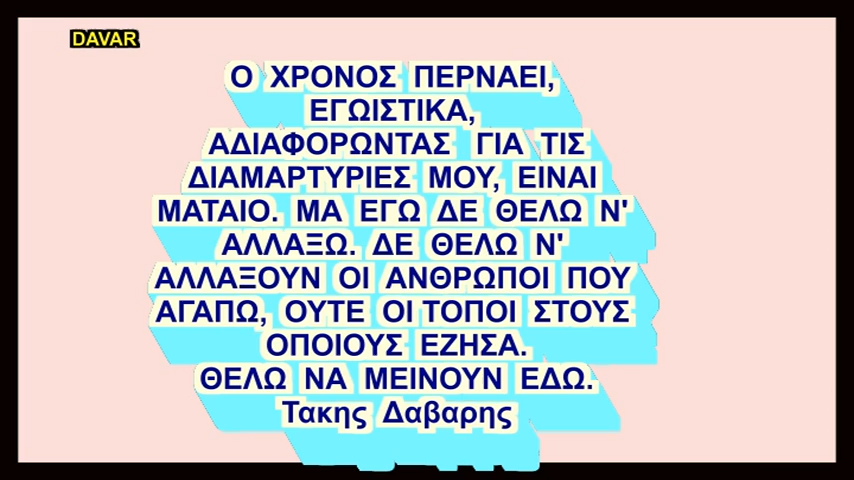 DAVAR
Ο ΧΡΟΝΟΣ ΠΕΡΝΑΕΙ,
ΕΓΩΙΣΤΙΚΑ,
ΑΔΙΑΦΟΡΩΝΤΑΣ ΓΙΑ ΤΙΣ
ΔΙΑΜΑΡΤΥΡΙΕΣ ΜΟΥ, ΕΙΝΑΙ
ΜΑΤΑΙΟ. ΜΑ ΕΓΩ ΔΕ ΘΕΛΩ Ν'
ΑΛΛΑΞΩ. ΔΕ ΘΕΛΩ Ν'
ΑΛΛΑΞΟΥΝ ΟΙ ΑΝΘΡΩΠΟΙ ΠΟΥ
ΑΓΑΠΩ, ΟΥΤΕ ΟΙ ΤΟΠΟΙ ΣΤΟΥΣ
ΟΠΟΙΟΥΣ ΕΖΗΣΑ.
ΘΕΛΩ ΝΑ ΜΕΙΝΟΥΝ ΕΔΩ.
Τακης Δαβαρης